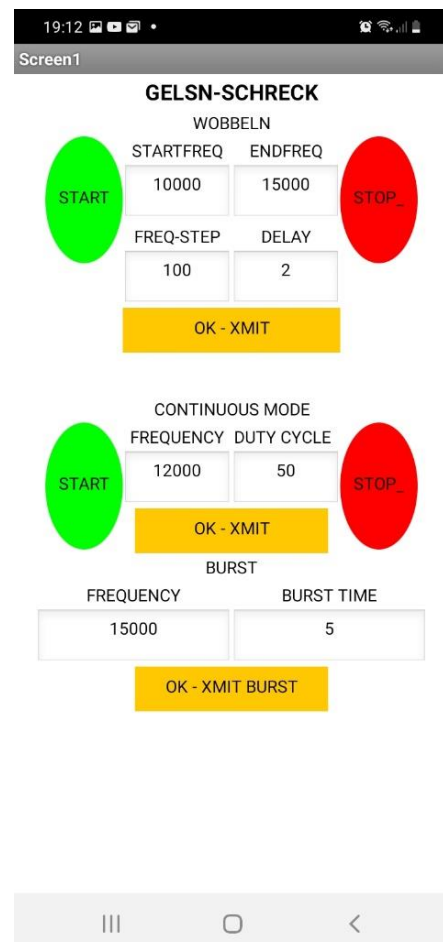 19:12
Screen1
GELSN-SCHRECK
WOBBELN
STARTFREQ ENDFREQ
START 10000 15000 STOP_
FREQ-STEP DELAY
100 2
OK - XMIT
CONTINUOUS MODE
FREQUENCY DUTY CYCLE
START 12000 50 STOP_
OK - XMIT
BURST
FREQUENCY BURST TIME
15000 5
OK - XMIT BURST